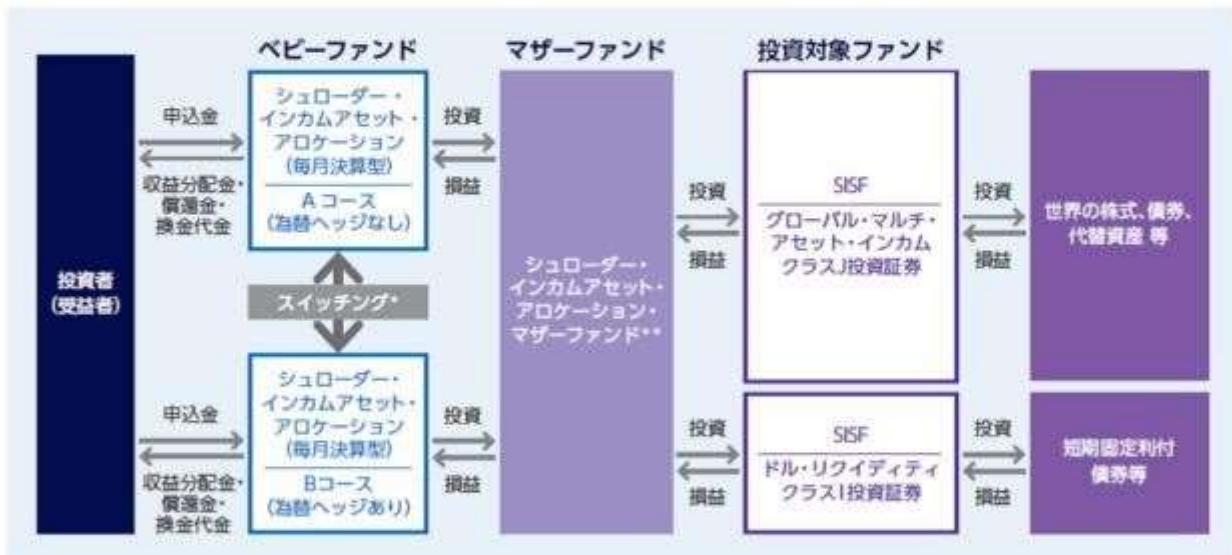 ベビーファンド
マザーファンド
投資対象ファンド
投資者
(受益者)
申込金
収益分配金・
償還金・
換金代金
シュローダー・
インカムアセット・
アロケーション
(毎月決算型)
Aコース
(為替ヘッジなし)
投資
損益
スイッチング*
申込金
収益分配金・
償還金・
換金代金
シュローダー・
インカムアセット・
アロケーション
(毎月決算型)
Bコース
(為替ヘッジあり)
投資
損益
シュローダー・
インカムアセット・
アロケーション・
マザーファンド**
投資
損益
SISF
グローバル・マルチ・
アセット・インカム
クラスJ投資証券
投資
損益
世界の株式、債券、
代替資産 等
投資
損益
SISF
ドル・リクイディティ
クラスI投資証券
投資
損益
短期固定利付
債券等